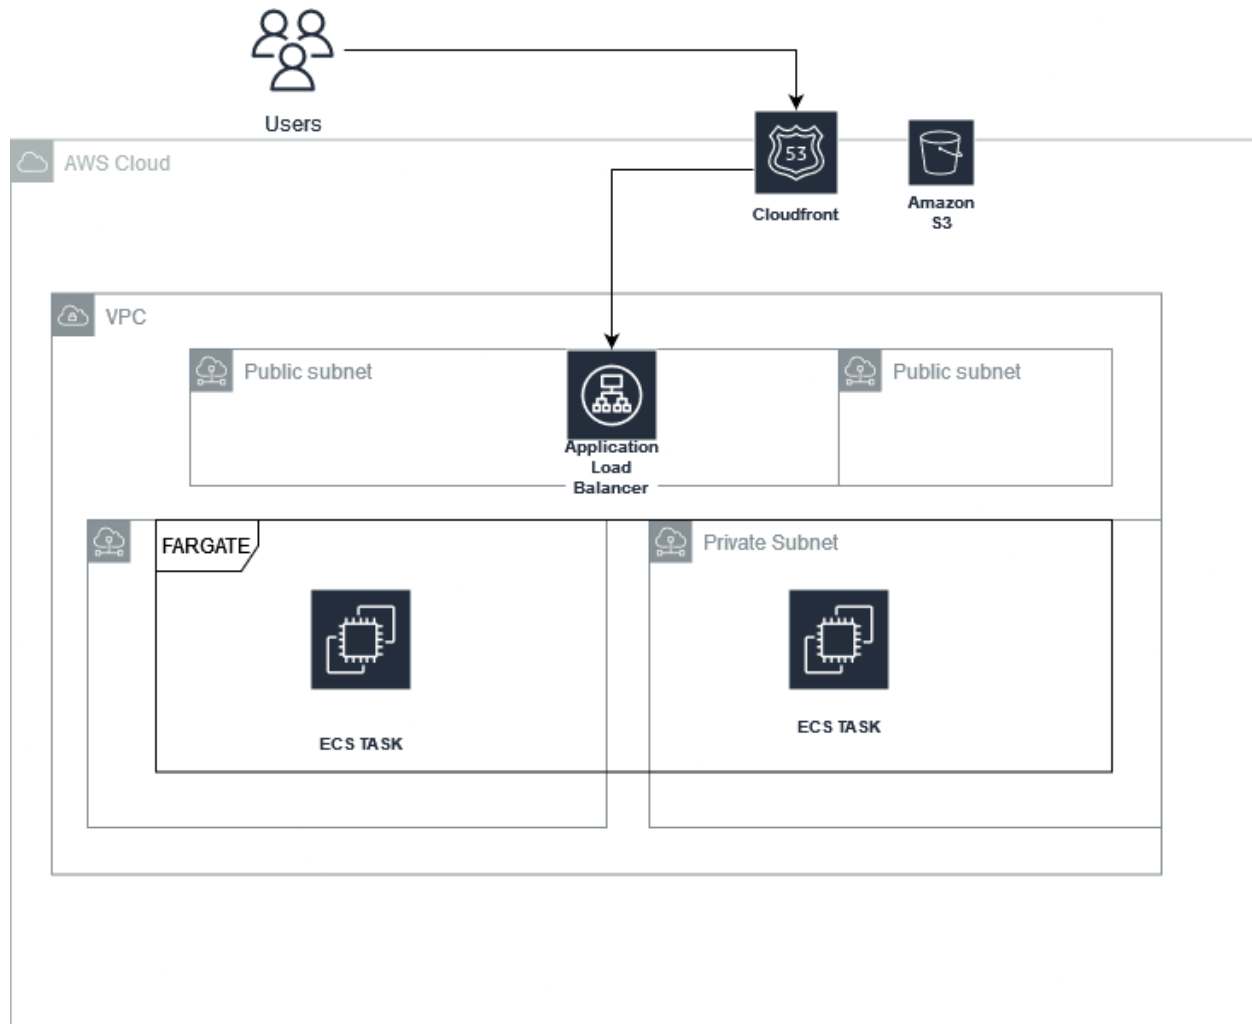 Users
AWS Cloud
53
Cloudfront
Amazon
S3
VPC
Public subnet
Public subnet
Application
Load
Balancer
FARGATE
Private Subnet
ECS TASK
ECS TASK